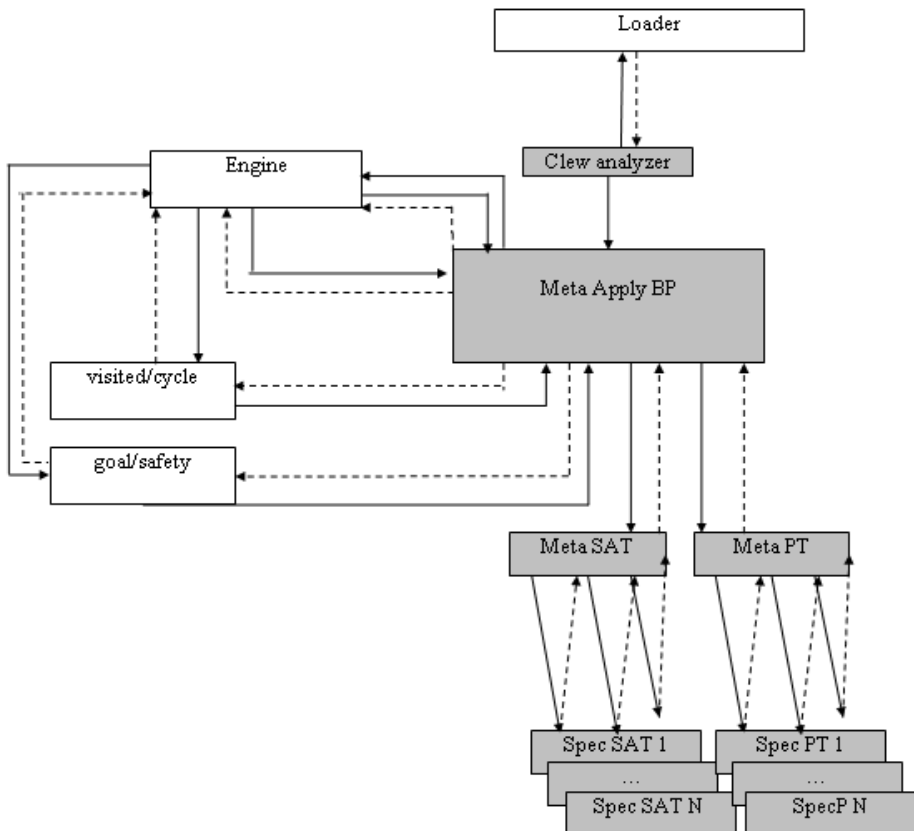 Loader
Clew analyzer
Engine
Meta Apply BP
visited/cycle
goal/safety
Meta SAT
Meta PT
Spec SAT 1
...
Spec SAT N
Spec PT 1
...
SpecP N